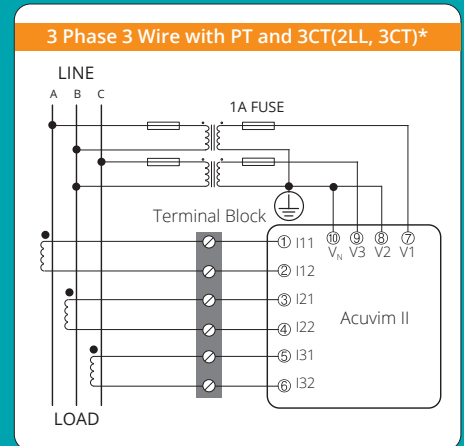 3 Phase 3 Wire with PT and 3CT(2LL, 3CT)*
LINE
A B C
1A FUSE
Terminal Block
⑩ ⑨ ⑧ ⑦
VN V3 V2 V1
① I11
② I12
③ I21
④ I22
⑤ I31
⑥ I32
Acuvim II
LOAD